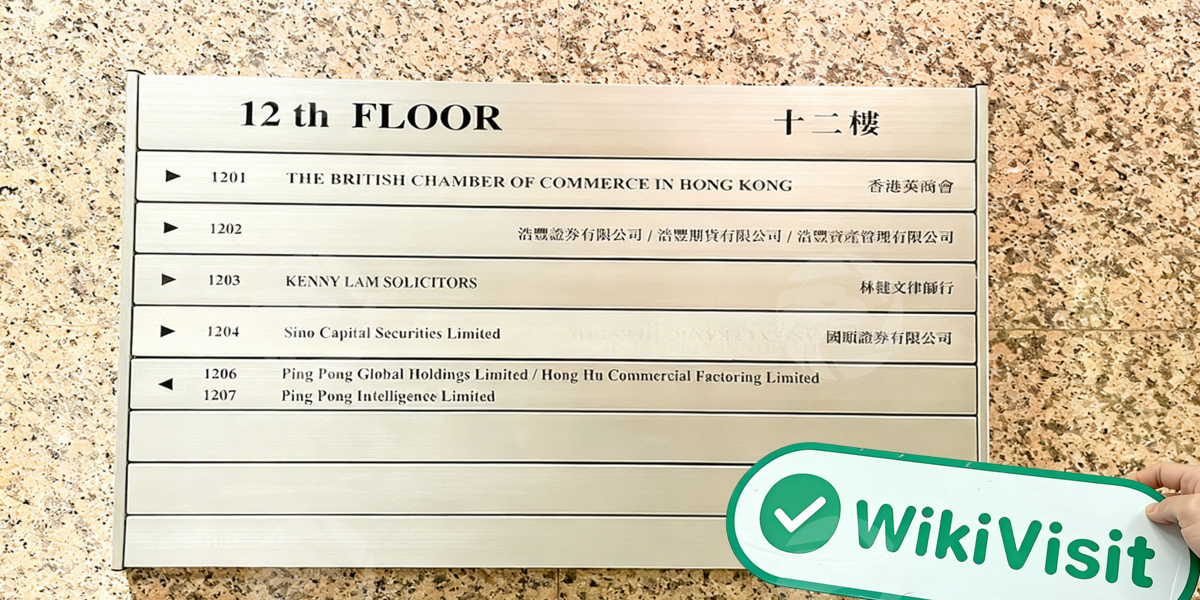 12 th FLOOR 十二樓
▶ 1201 THE BRITISH CHAMBER OF COMMERCE IN HONG KONG 香港英商會
▶ 1202 浩豐證券有限公司 / 浩豐期貨有限公司 / 浩豐資產管理有限公司
▶ 1203 KENNY LAM SOLICITORS 林健文律師行
▶ 1204 Sino Capital Securities Limited 證券有限公司
◀ 1206 Ping Pong Global Holdings Limited / Hong Hu Commercial Factoring Limited
1207 Ping Pong Intelligence Limited
WikiVisit